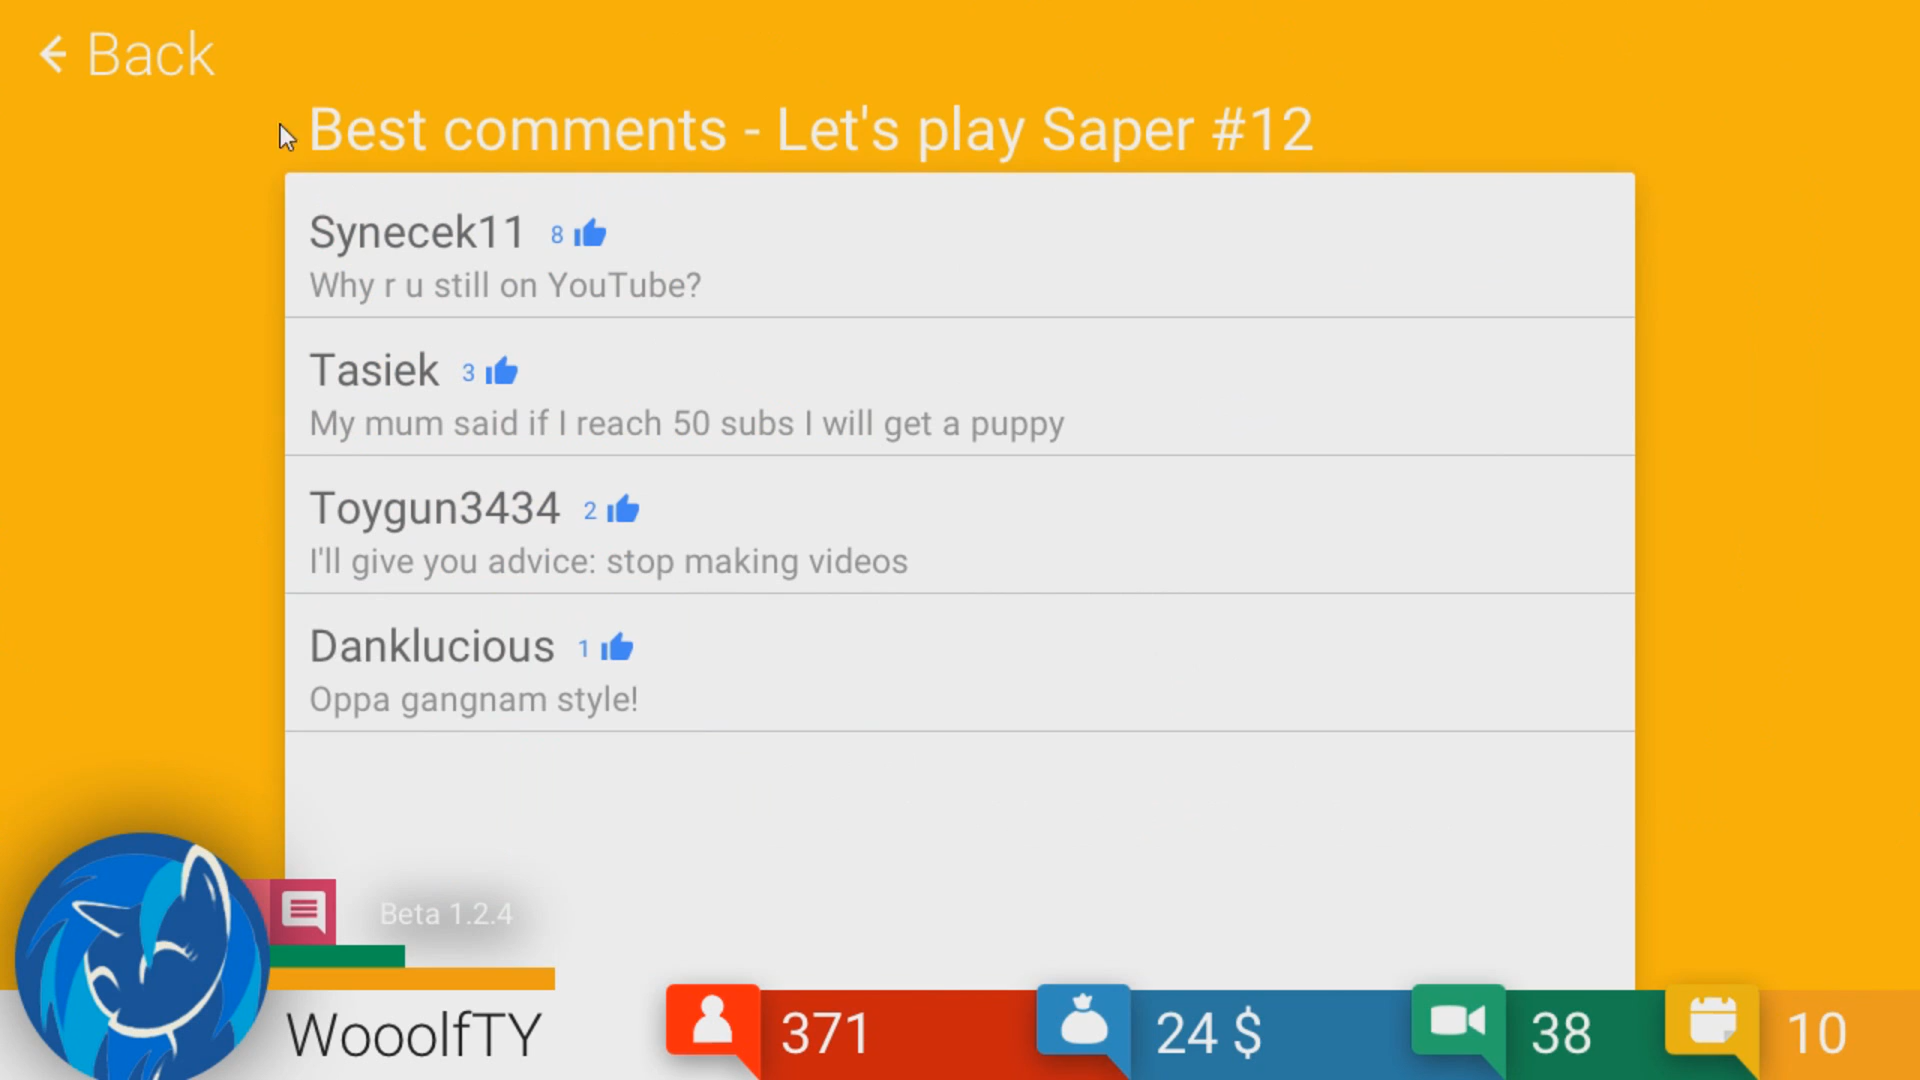 Back
Best comments - Let's play Saper #12
Synecek11 8
Why r u still on YouTube?
Tasiek 3
My mum said if I reach 50 subs I will get a puppy
Toygun3434 2
I'll give you advice: stop making videos
Danklucious 1
Oppa gangnam style!
Beta 1.2.4
WooolfTY
371
24 $
38
10